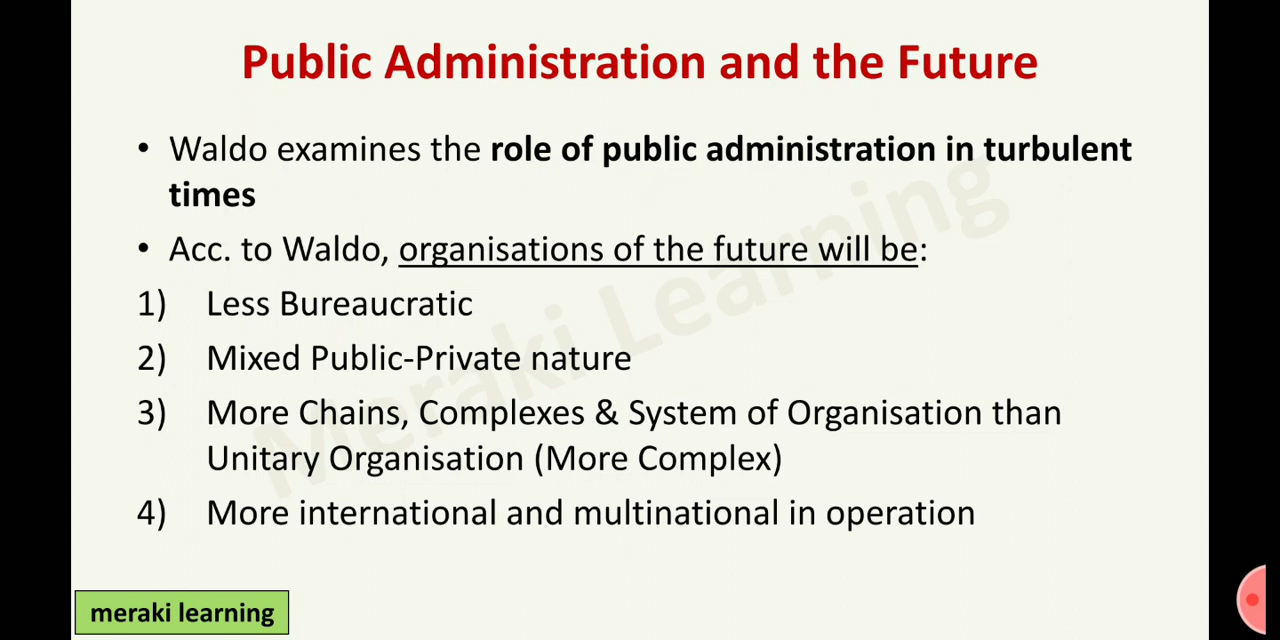 Public Administration and the Future
• Waldo examines the role of public administration in turbulent
times
• Acc. to Waldo, organisations of the future will be:
1) Less Bureaucratic
2) Mixed Public-Private nature
3) More Chains, Complexes & System of Organisation than
Unitary Organisation (More Complex)
4) More international and multinational in operation
Meraki Learning
meraki learning